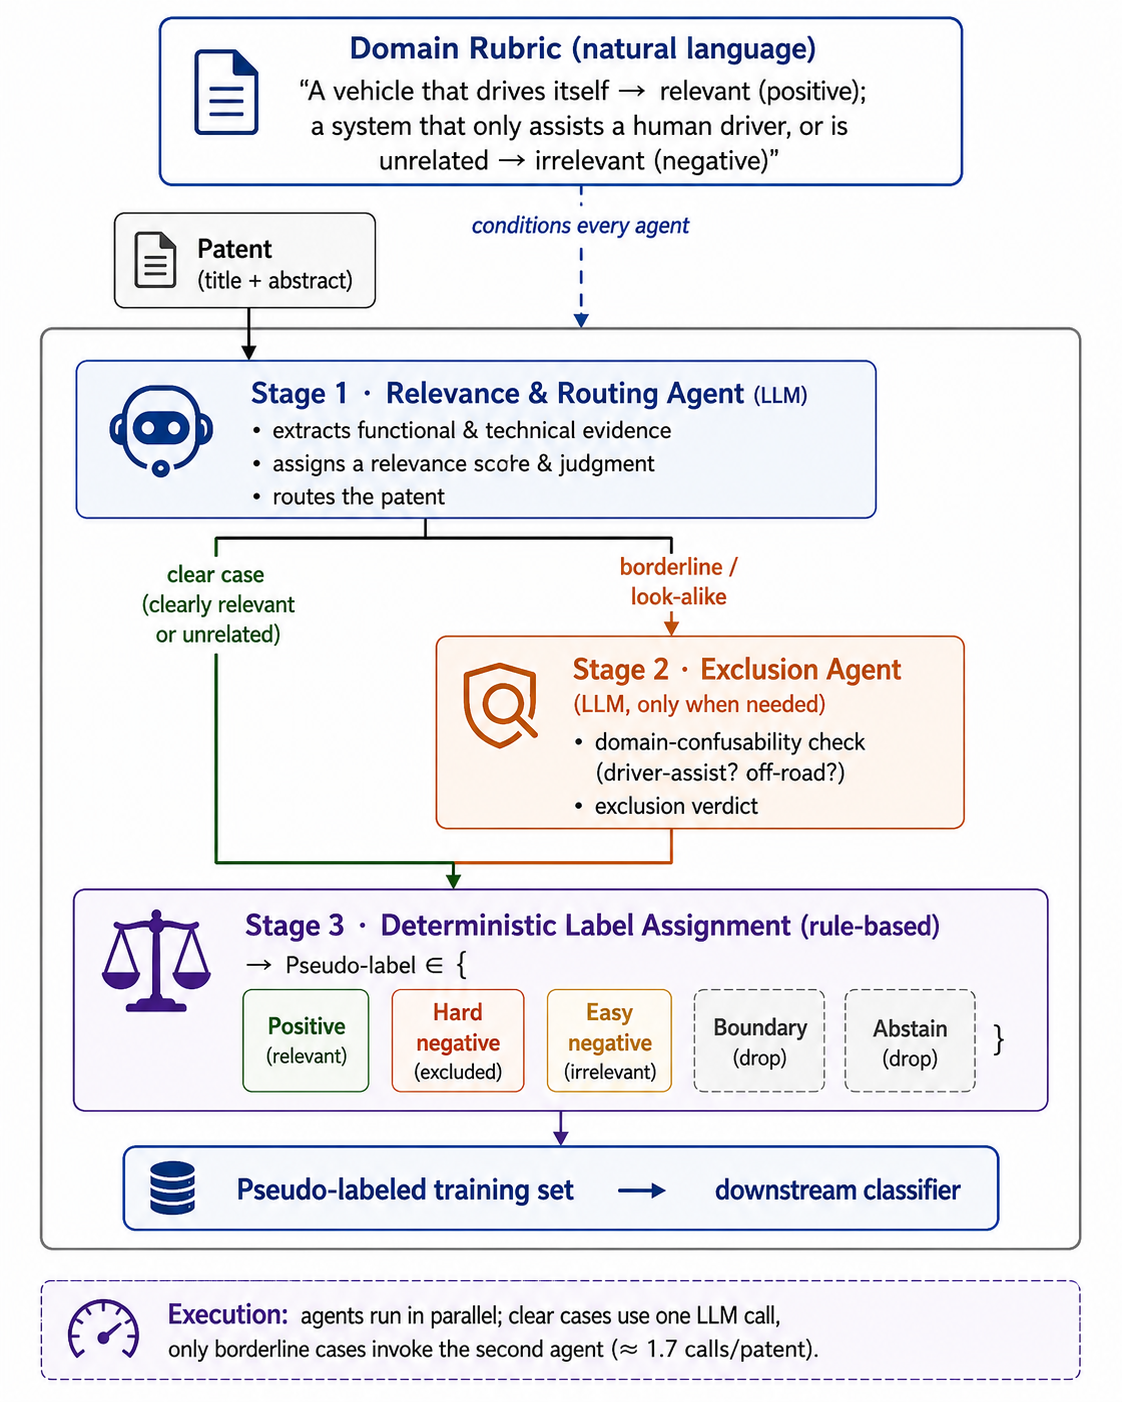 Domain Rubric (natural language)
“A vehicle that drives itself → relevant (positive);
a system that only assists a human driver, or is
unrelated → irrelevant (negative)”
conditions every agent
Patent
(title + abstract)
Stage 1 · Relevance & Routing Agent (LLM)
• extracts functional & technical evidence
• assigns a relevance score & judgment
• routes the patent
clear case
(clearly relevant
or unrelated)
borderline /
look-alike
Stage 2 · Exclusion Agent
(LLM, only when needed)
• domain-confusability check
(driver-assist? off-road?)
• exclusion verdict
Stage 3 · Deterministic Label Assignment (rule-based)
→ Pseudo-label ∈ {
Positive
(relevant)
Hard
negative
(excluded)
Easy
negative
(irrelevant)
Boundary
(drop)
Abstain
(drop)
}
Pseudo-labeled training set → downstream classifier
Execution: agents run in parallel; clear cases use one LLM call,
only borderline cases invoke the second agent (≈ 1.7 calls/patent).